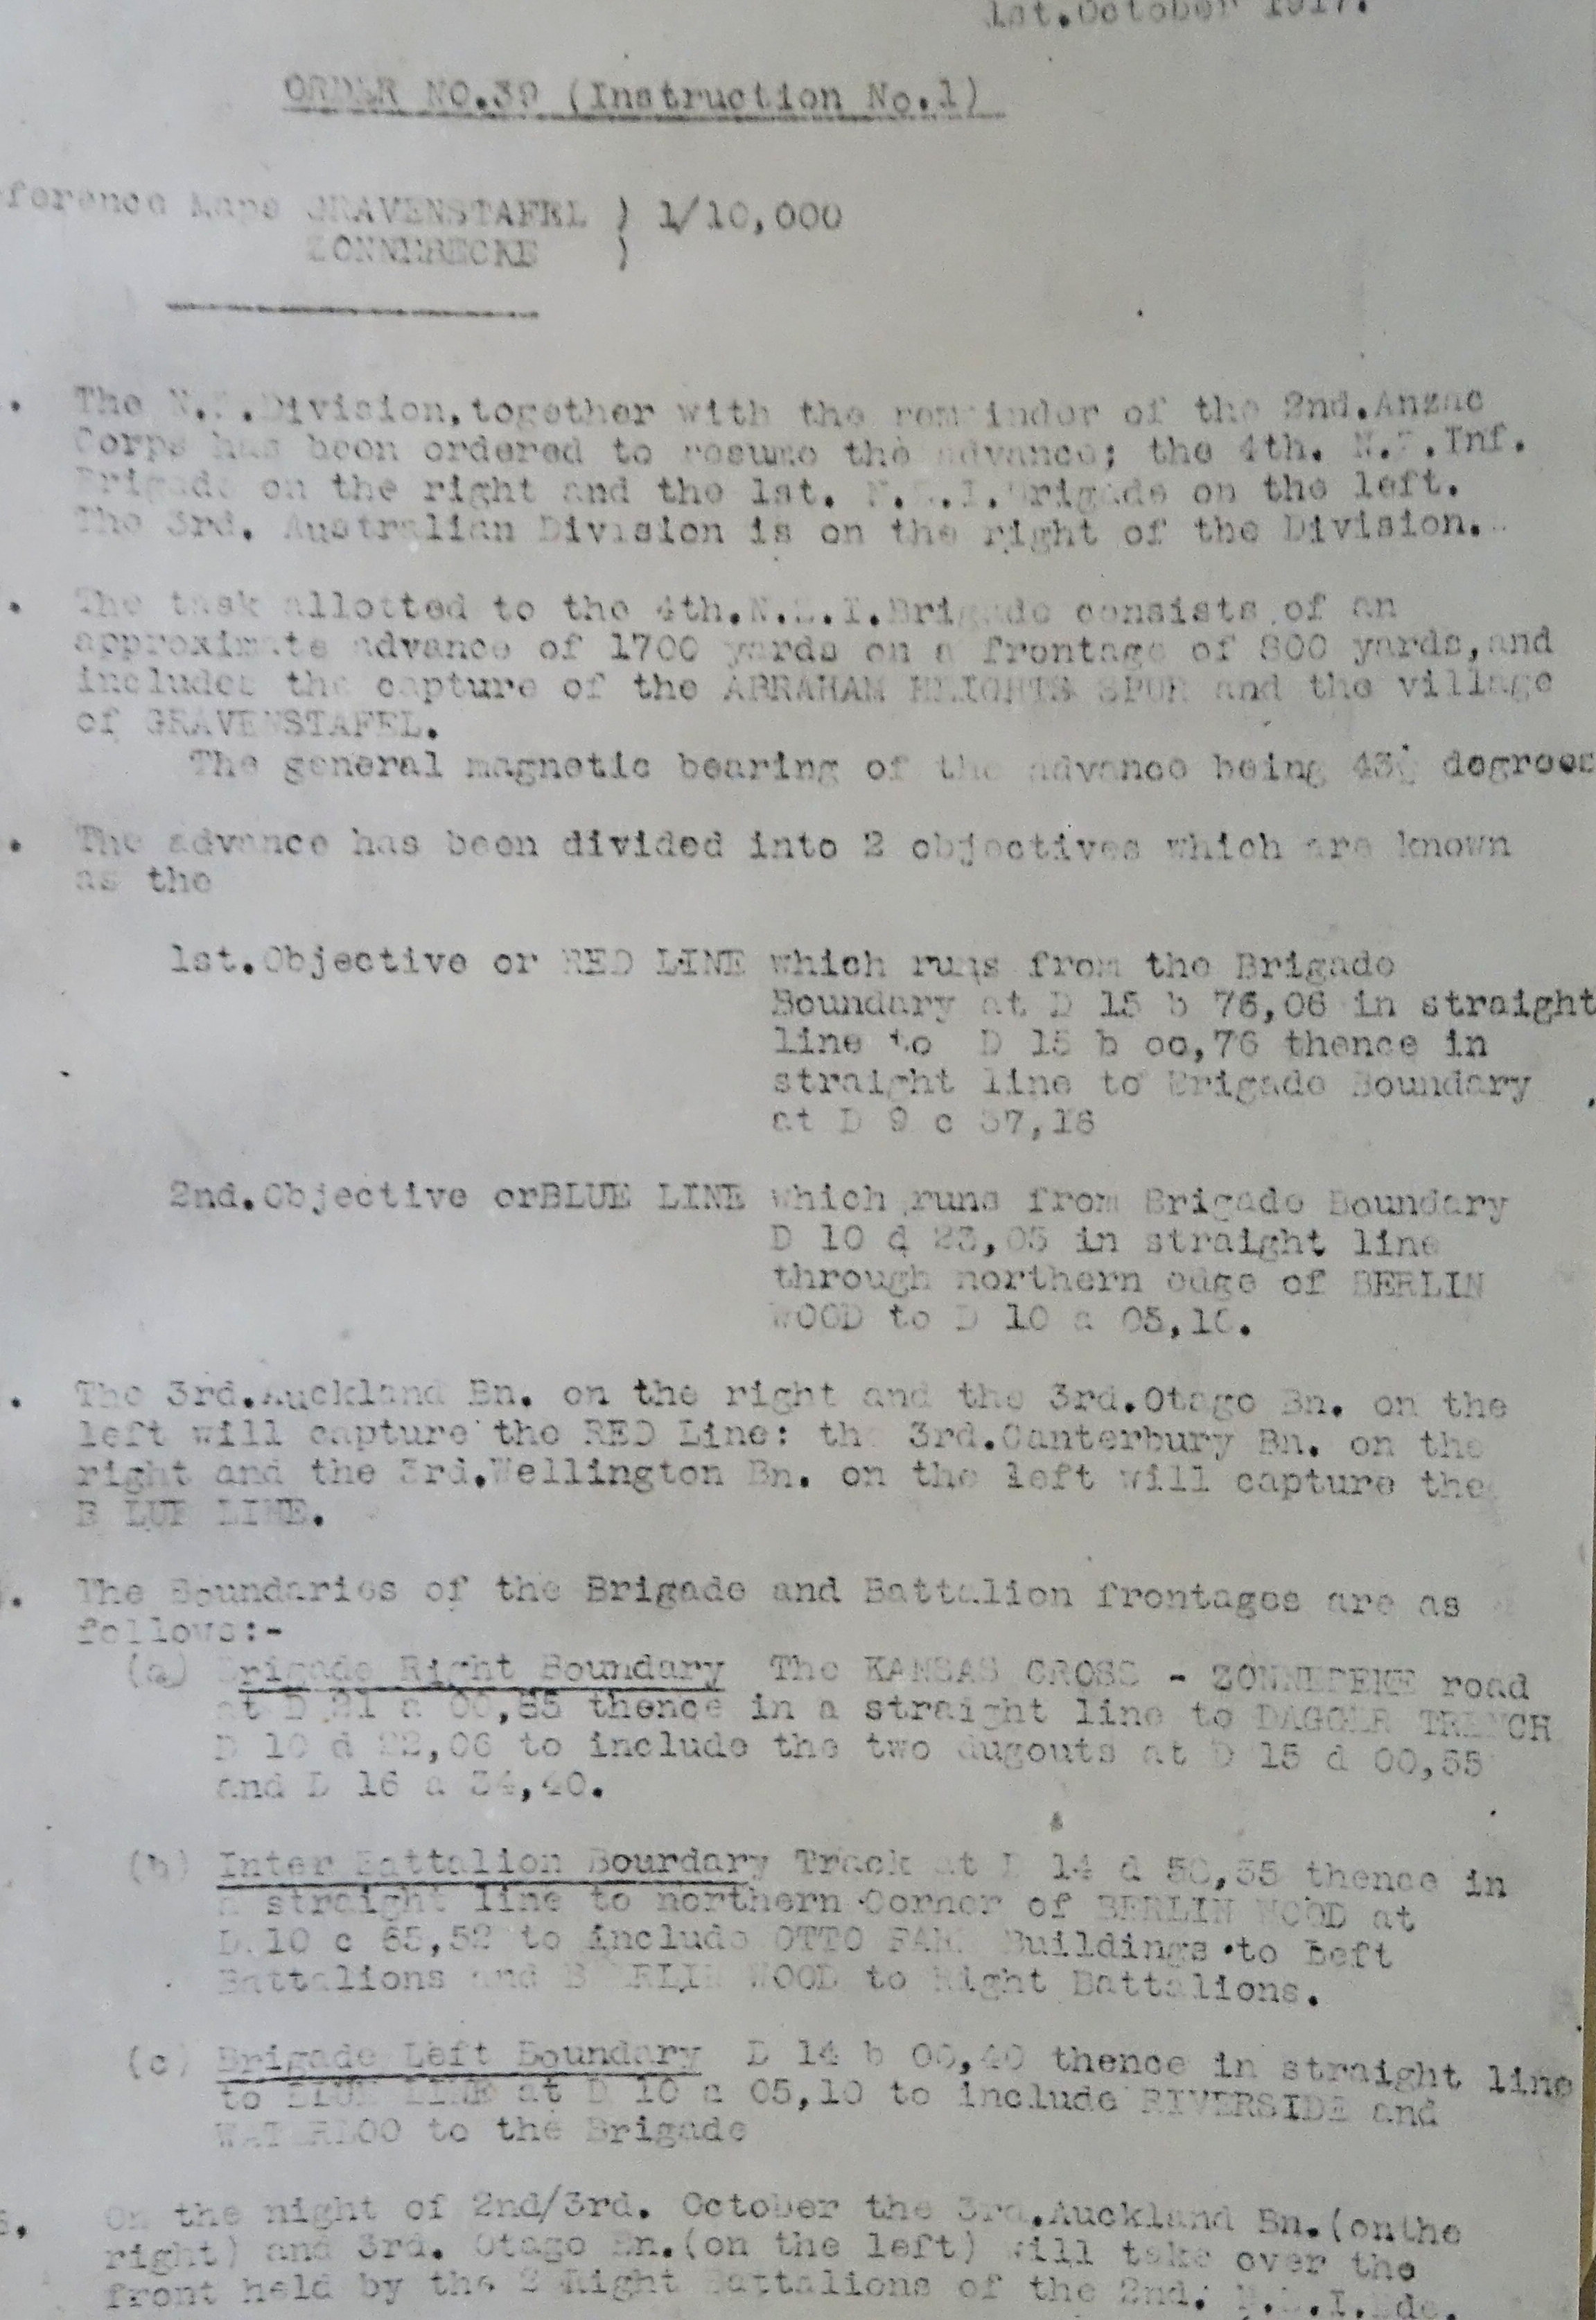 1st.October 1917.
ORDER NO.39 (Instruction No.1)
ference Maps GRAVENSTAFEL ) 1/10,000
ZONNEBECKE )
. The N.Z.Division,together with the remainder of the 2nd.Anzac
Corps has been ordered to resume the advance; the 4th. N.Z.Inf.
Brigade on the right and the 1st. N.Z.I.Brigade on the left.
The 3rd. Australian Division is on the right of the Division.
. The task allotted to the 4th.N.Z.I.Brigade consists of an
approximate advance of 1700 yards on a frontage of 800 yards,and
includes the capture of the ABRAHAM HEIGHTS SPUR and the village
of GRAVENSTAFEL.
The general magnetic bearing of the advance being degrees
. The advance has been divided into 2 objectives which are known
as the
1st.Objective or RED LINE which runs from the Brigade
Boundary at D 15 b 76,06 in straight
line to D 15 b oo,76 thence in
straight line to Brigade Boundary
at D 9 c 37,18
2nd.Objective orBLUE LINE which runs from Brigade Boundary
D 10 d 23,05 in straight line
through northern edge of BERLIN
WOOD to D 10 a 05,10.
. The 3rd.Auckland Bn. on the right and the 3rd.Otago Bn. on the
left will capture the RED Line: the 3rd.Canterbury Bn. on the
right and the 3rd.Wellington Bn. on the left will capture the
B LUE LINE.
. The Boundaries of the Brigade and Battalion frontages are as
follows:-
(a) Brigade Right Boundary The KANSAS CROSS - ZONNEBEKE road
at D 21 a 00,85 thence in a straight line to DAGGER TRENCH
D 10 d 22,06 to include the two dugouts at D 15 d 00,55
and D 16 a 34,40.
(b) Inter Battalion Bourdary Track at D 14 d 50,55 thence in
a straight line to northern Corner of BERLIN WOOD at
D.10 c 65,52 to include OTTO FARM Buildings to Left
Battalions and B RLIN WOOD to Right Battalions.
(c) Brigade Left Boundary D 14 b 00,40 thence in straight line
to BLUE LINE at D 10 a 05,10 to include RIVERSIDE and
WATERLOO to the Brigade
6. On the night of 2nd/3rd. October the 3rd.Auckland Bn.(onthe
right) and 3rd. Otago Bn.(on the left) will take over the
front held by the 2 Right Battalions of the 2nd. N.Z.I.Bde.